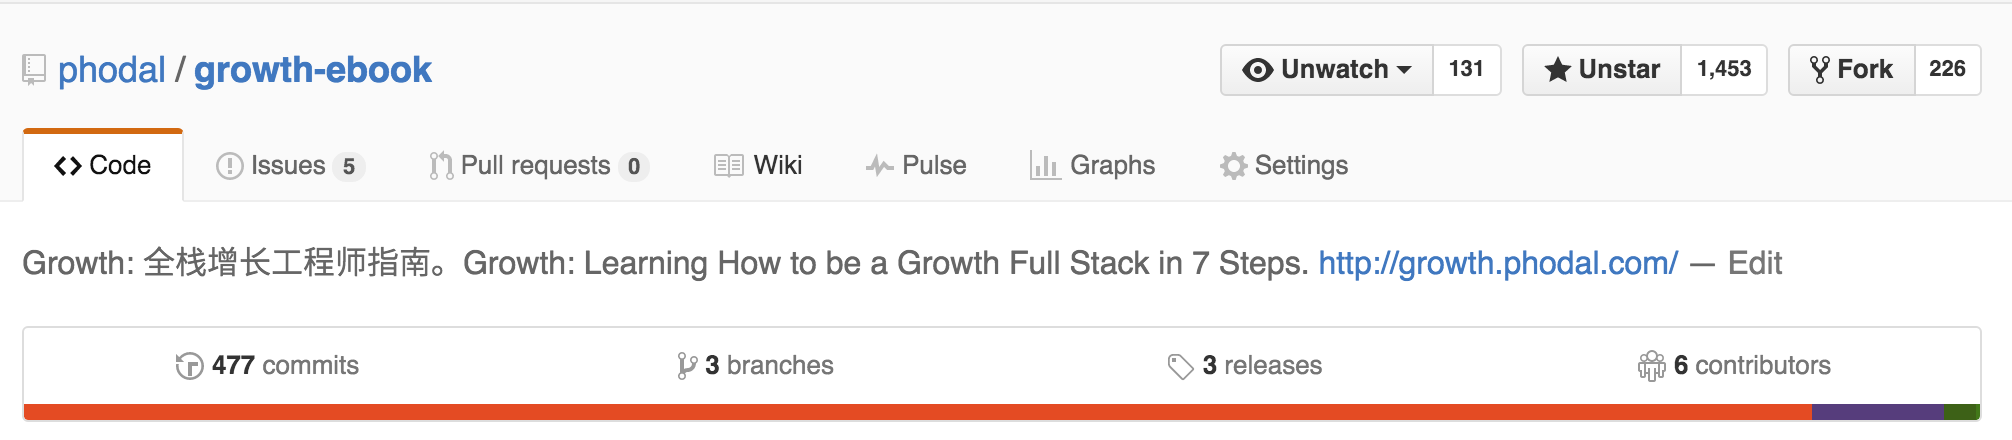 phodal / growth-ebook Unwatch 131 Unstar 1,453 Fork 226
Code Issues 5 Pull requests 0 Wiki Pulse Graphs Settings
Growth: 全栈增长工程师指南。Growth: Learning How to be a Growth Full Stack in 7 Steps. http://growth.phodal.com/ — Edit
477 commits 3 branches 3 releases 6 contributors